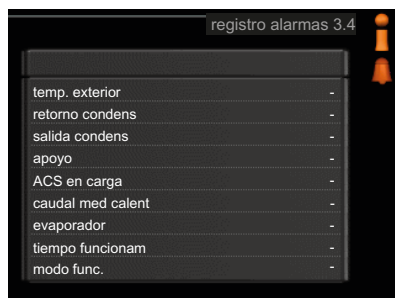 registro alarmas 3.4
temp. exterior -
retorno condens -
salida condens -
apoyo -
ACS en carga -
caudal med calent -
evaporador -
tiempo funcionam -
modo func. -